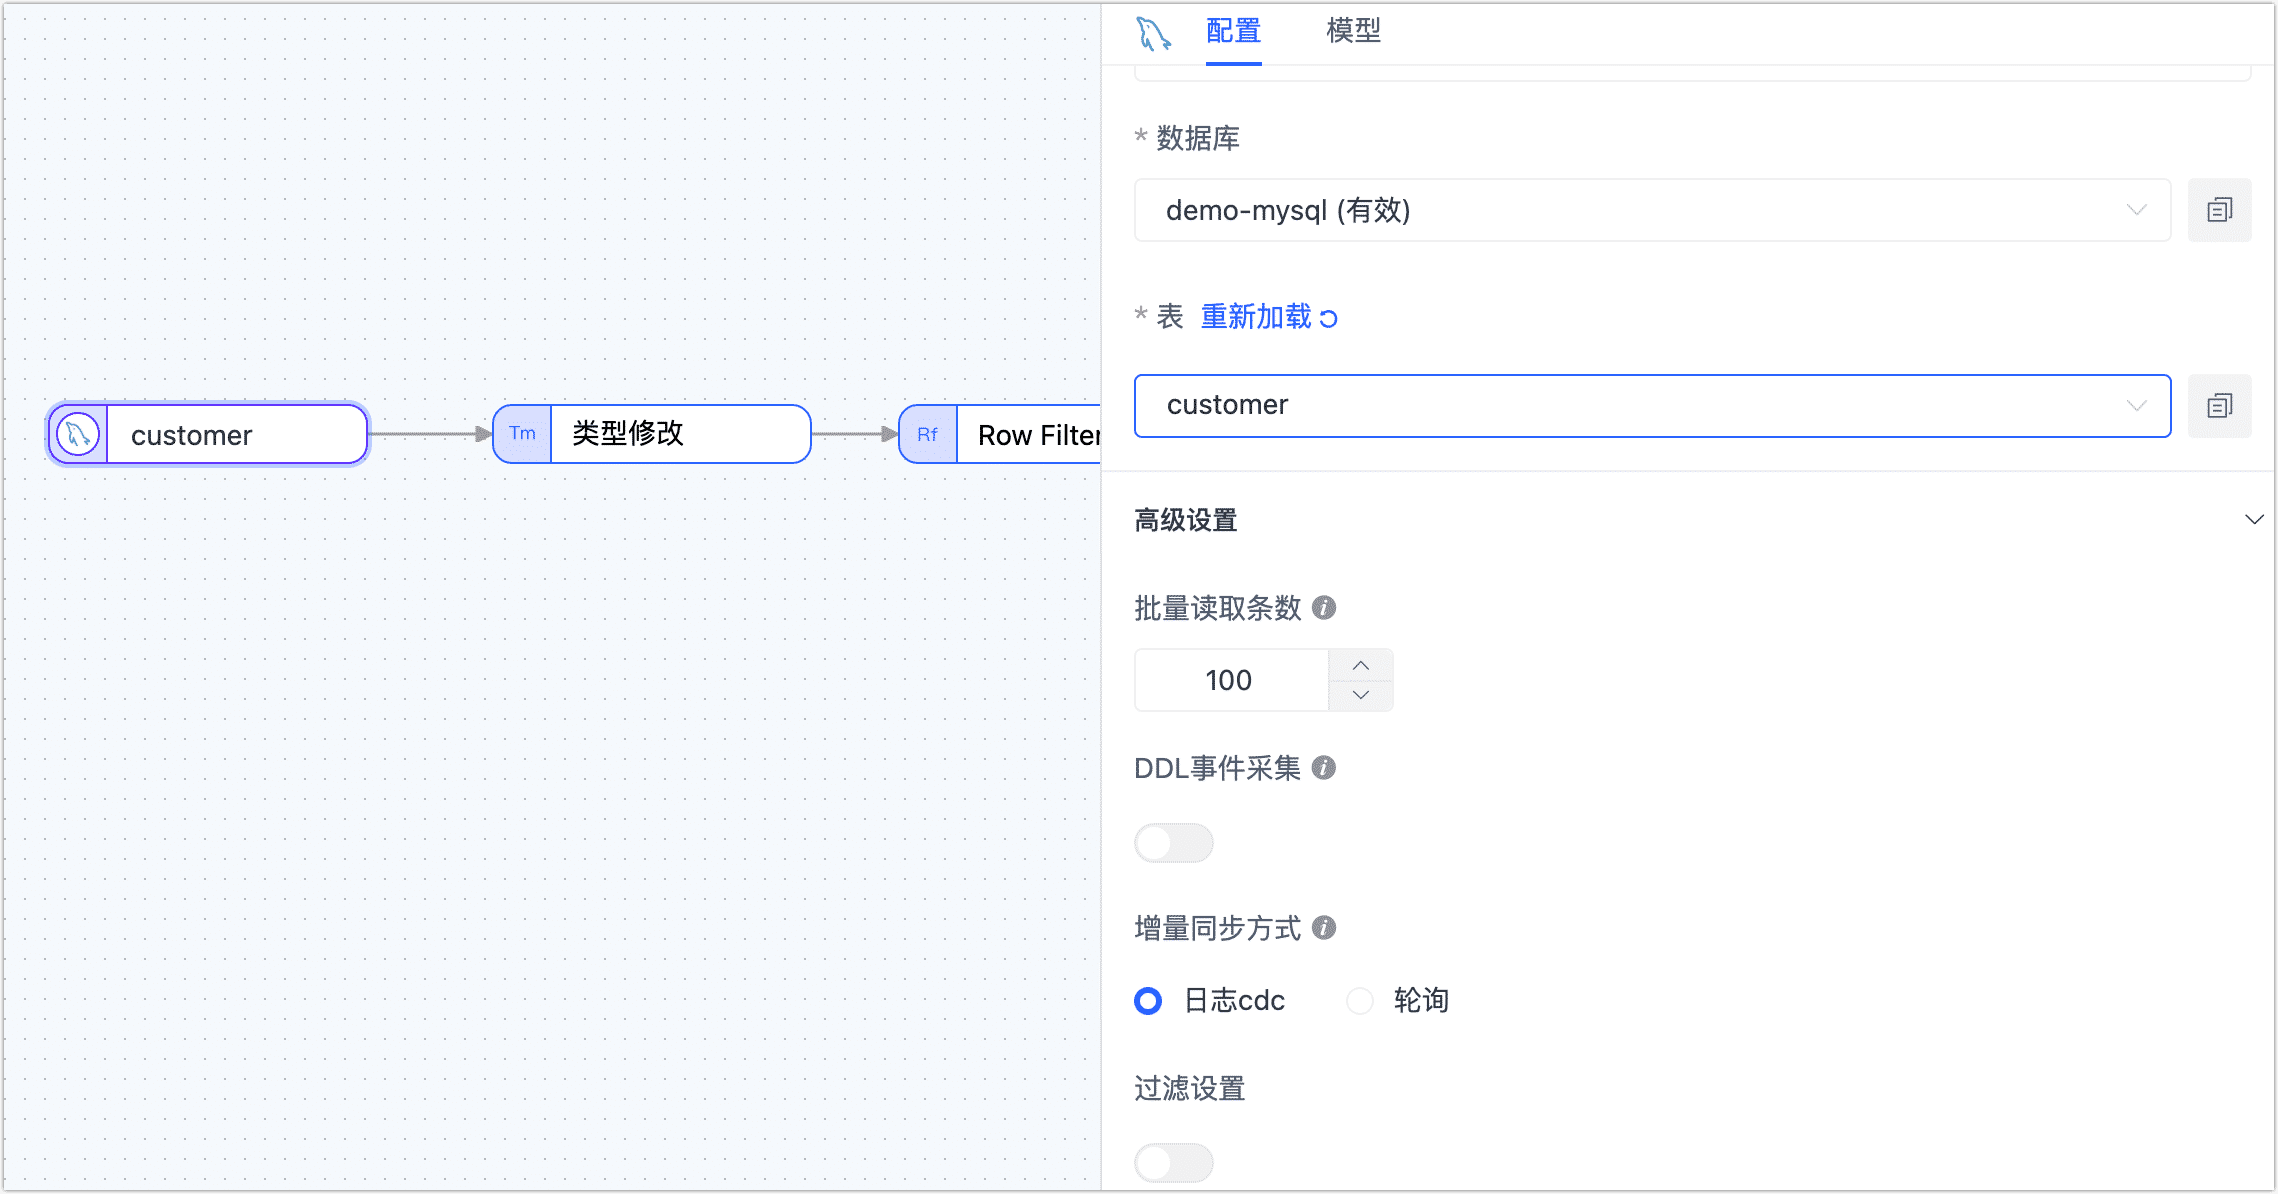 配置 模型
* 数据库
demo-mysql (有效)
* 表 重新加载
customer
customer
Tm 类型修改
Rf Row Filter
高级设置
批量读取条数
100
DDL事件采集
增量同步方式
日志cdc 轮询
过滤设置